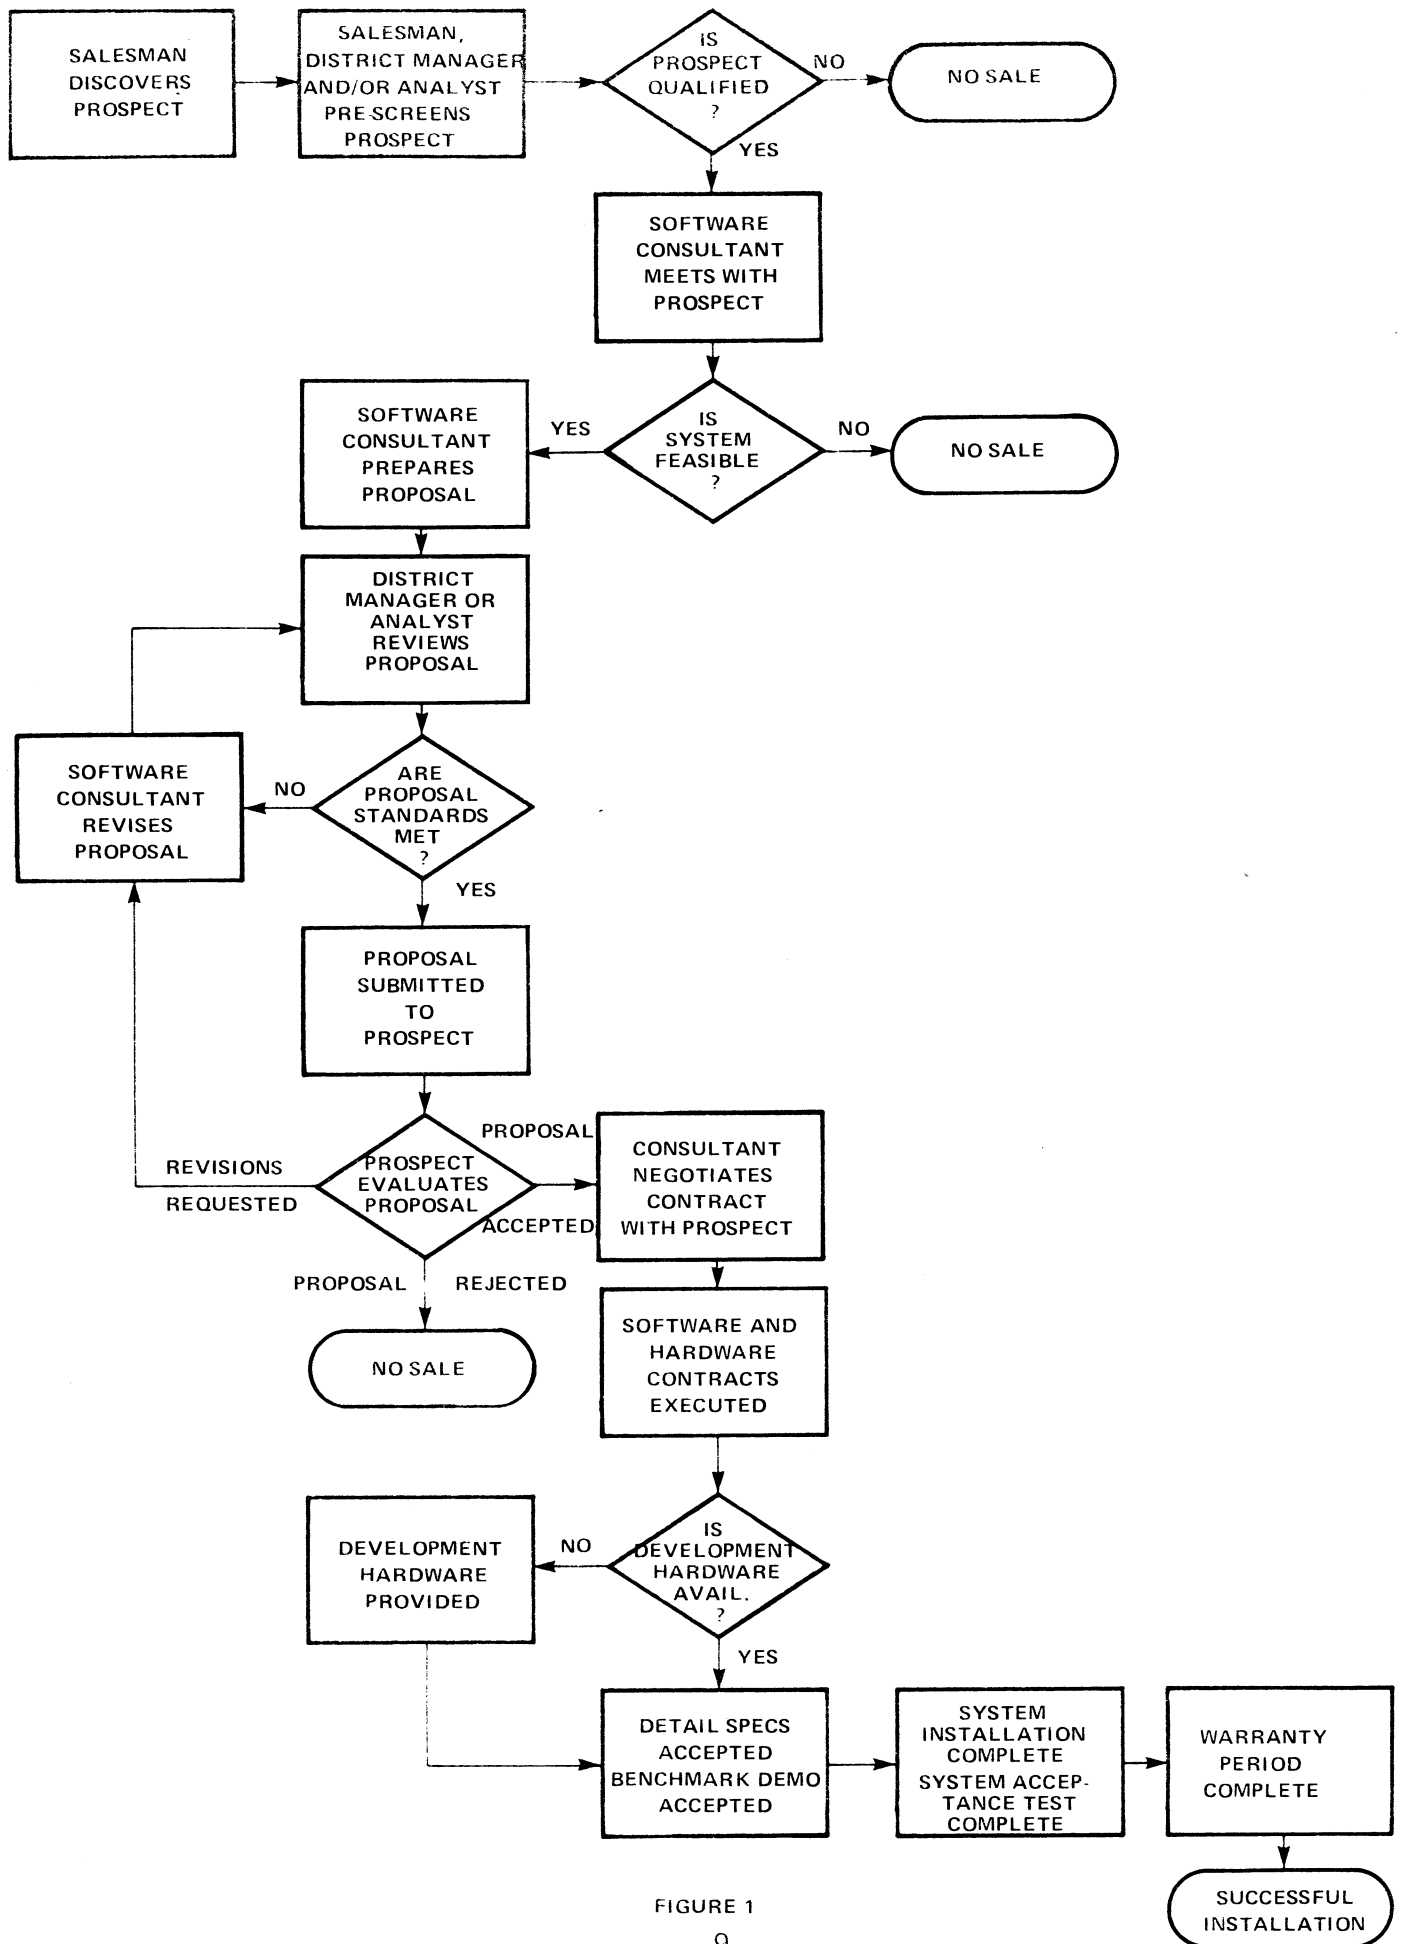 SALESMAN
DISCOVERS
PROSPECT
SALESMAN,
DISTRICT MANAGER
AND/OR ANALYST
PRE-SCREENS
PROSPECT
IS
PROSPECT
QUALIFIED
?
NO
NO SALE
YES
SOFTWARE
CONSULTANT
MEETS WITH
PROSPECT
IS
SYSTEM
FEASIBLE
?
NO
NO SALE
YES
SOFTWARE
CONSULTANT
PREPARES
PROPOSAL
DISTRICT
MANAGER OR
ANALYST
REVIEWS
PROPOSAL
ARE
PROPOSAL
STANDARDS
MET
?
NO
SOFTWARE
CONSULTANT
REVISES
PROPOSAL
YES
PROPOSAL
SUBMITTED
TO
PROSPECT
PROSPECT
EVALUATES
PROPOSAL
REVISIONS
REQUESTED
PROPOSAL
ACCEPTED
PROPOSAL REJECTED
NO SALE
CONSULTANT
NEGOTIATES
CONTRACT
WITH PROSPECT
SOFTWARE AND
HARDWARE
CONTRACTS
EXECUTED
IS
DEVELOPMENT
HARDWARE
AVAIL.
?
NO
DEVELOPMENT
HARDWARE
PROVIDED
YES
DETAIL SPECS
ACCEPTED
BENCHMARK DEMO
ACCEPTED
SYSTEM
INSTALLATION
COMPLETE
SYSTEM ACCEP-
TANCE TEST
COMPLETE
WARRANTY
PERIOD
COMPLETE
SUCCESSFUL
INSTALLATION
FIGURE 1